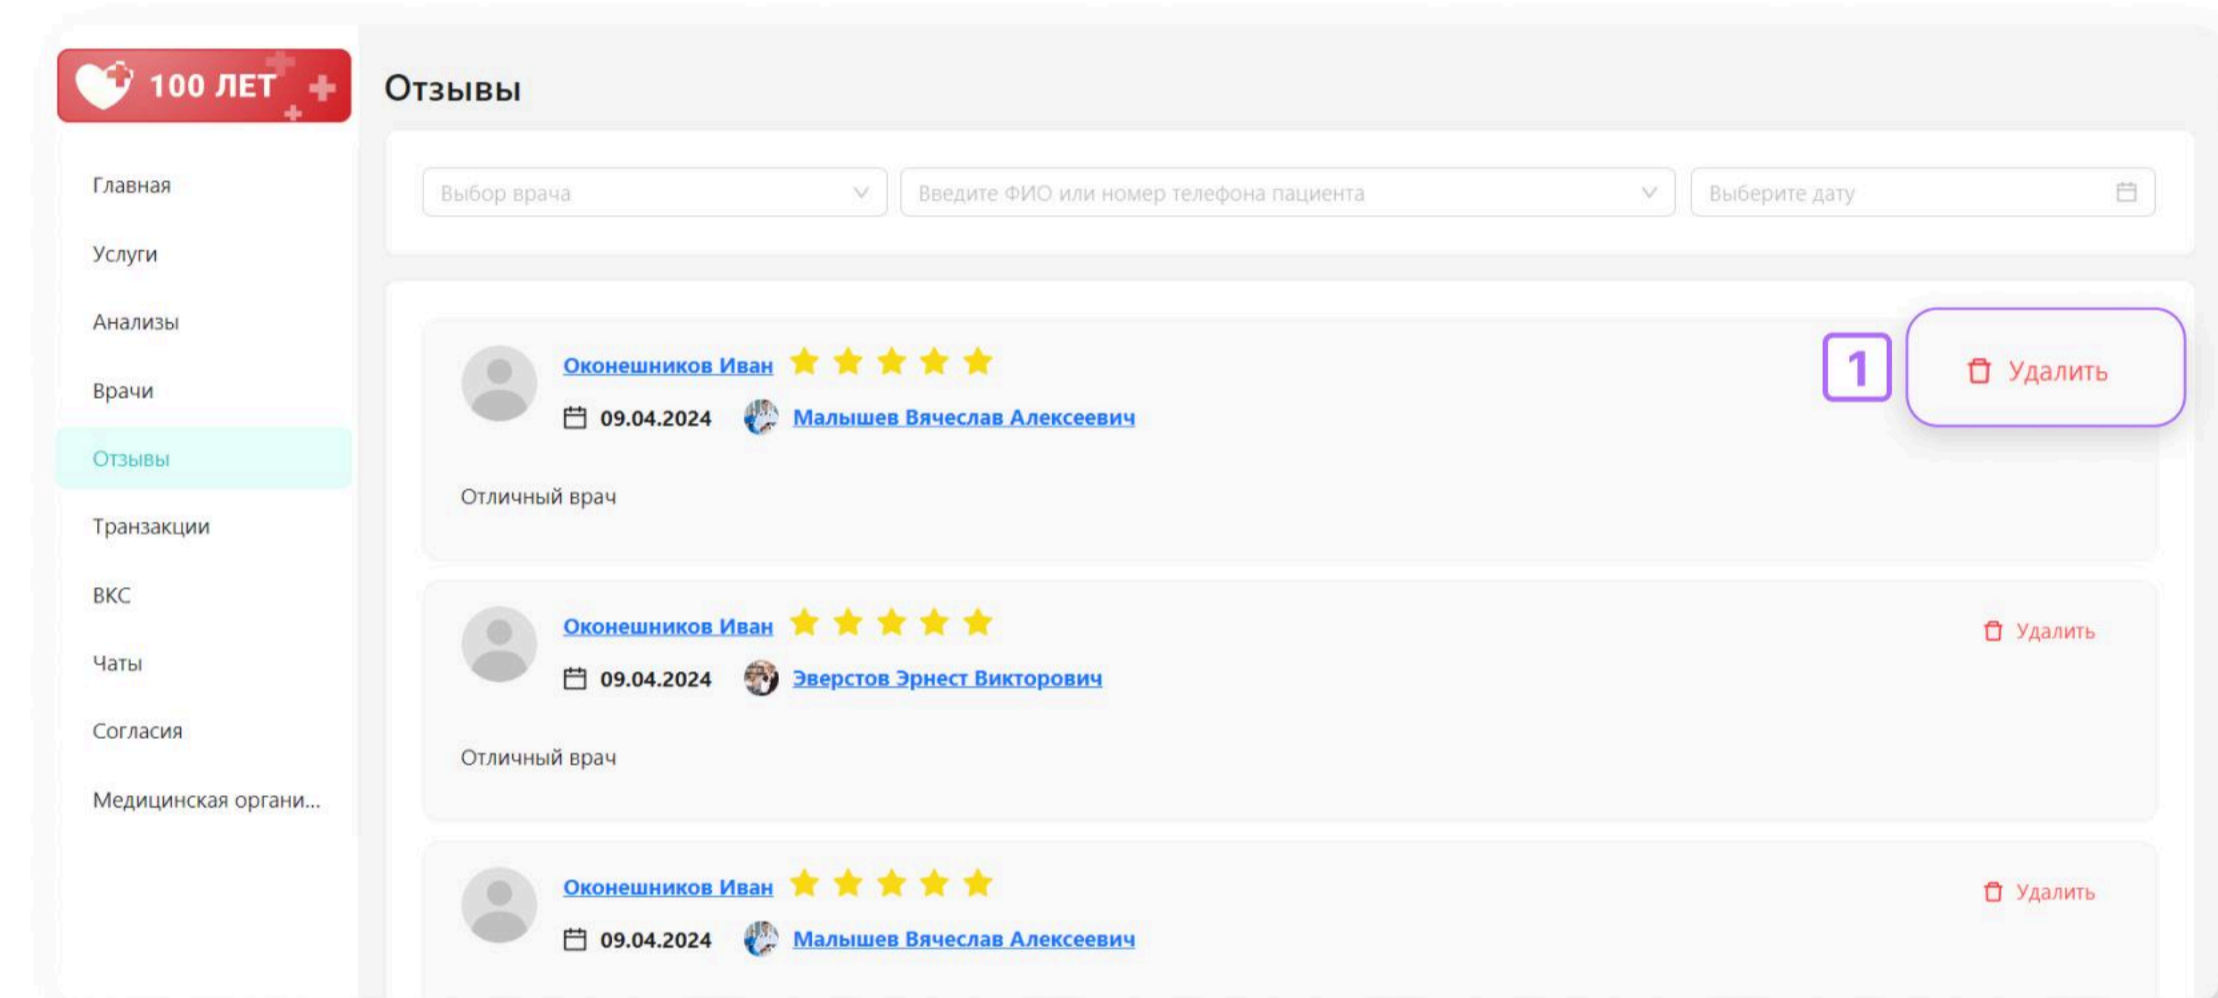 100 ЛЕТ
Отзывы
Главная
Услуги
Анализы
Врачи
Отзывы
Транзакции
ВКС
Чаты
Согласия
Медицинская органи...
Выбор врача
Введите ФИО или номер телефона пациента
Выберите дату
Оконешников Иван
1
Удалить
09.04.2024 Малышев Вячеслав Алексеевич
Отличный врач
Оконешников Иван
Удалить
09.04.2024 Эверстов Эрнест Викторович
Отличный врач
Оконешников Иван
Удалить
09.04.2024 Малышев Вячеслав Алексеевич